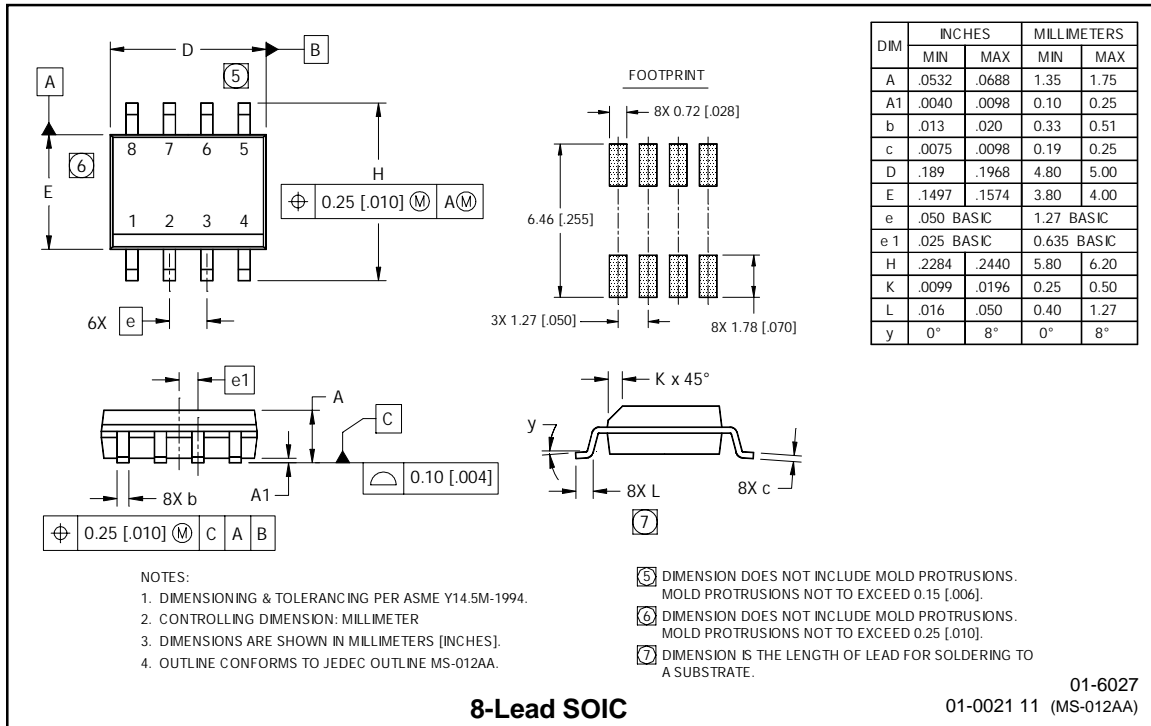 D
B
5
A
8 7 6 5
6
E
H
⌖ 0.25 [.010] Ⓜ AⓂ
1 2 3 4
6X e
FOOTPRINT
8X 0.72 [.028]
6.46 [.255]
3X 1.27 [.050]
8X 1.78 [.070]
DIM INCHES MILLIMETERS
MIN MAX MIN MAX
A .0532 .0688 1.35 1.75
A1 .0040 .0098 0.10 0.25
b .013 .020 0.33 0.51
c .0075 .0098 0.19 0.25
D .189 .1968 4.80 5.00
E .1497 .1574 3.80 4.00
e .050 BASIC 1.27 BASIC
e 1 .025 BASIC 0.635 BASIC
H .2284 .2440 5.80 6.20
K .0099 .0196 0.25 0.50
L .016 .050 0.40 1.27
y 0° 8° 0° 8°
e1
A
C
⌓ 0.10 [.004]
8X b
A1
⌖ 0.25 [.010] Ⓜ C A B
K x 45°
y
8X L
7
8X c
NOTES:
1. DIMENSIONING & TOLERANCING PER ASME Y14.5M-1994.
2. CONTROLLING DIMENSION: MILLIMETER
3. DIMENSIONS ARE SHOWN IN MILLIMETERS [INCHES].
4. OUTLINE CONFORMS TO JEDEC OUTLINE MS-012AA.
5 DIMENSION DOES NOT INCLUDE MOLD PROTRUSIONS.
MOLD PROTRUSIONS NOT TO EXCEED 0.15 [.006].
6 DIMENSION DOES NOT INCLUDE MOLD PROTRUSIONS.
MOLD PROTRUSIONS NOT TO EXCEED 0.25 [.010].
7 DIMENSION IS THE LENGTH OF LEAD FOR SOLDERING TO
A SUBSTRATE.
8-Lead SOIC
01-6027
01-0021 11 (MS-012AA)